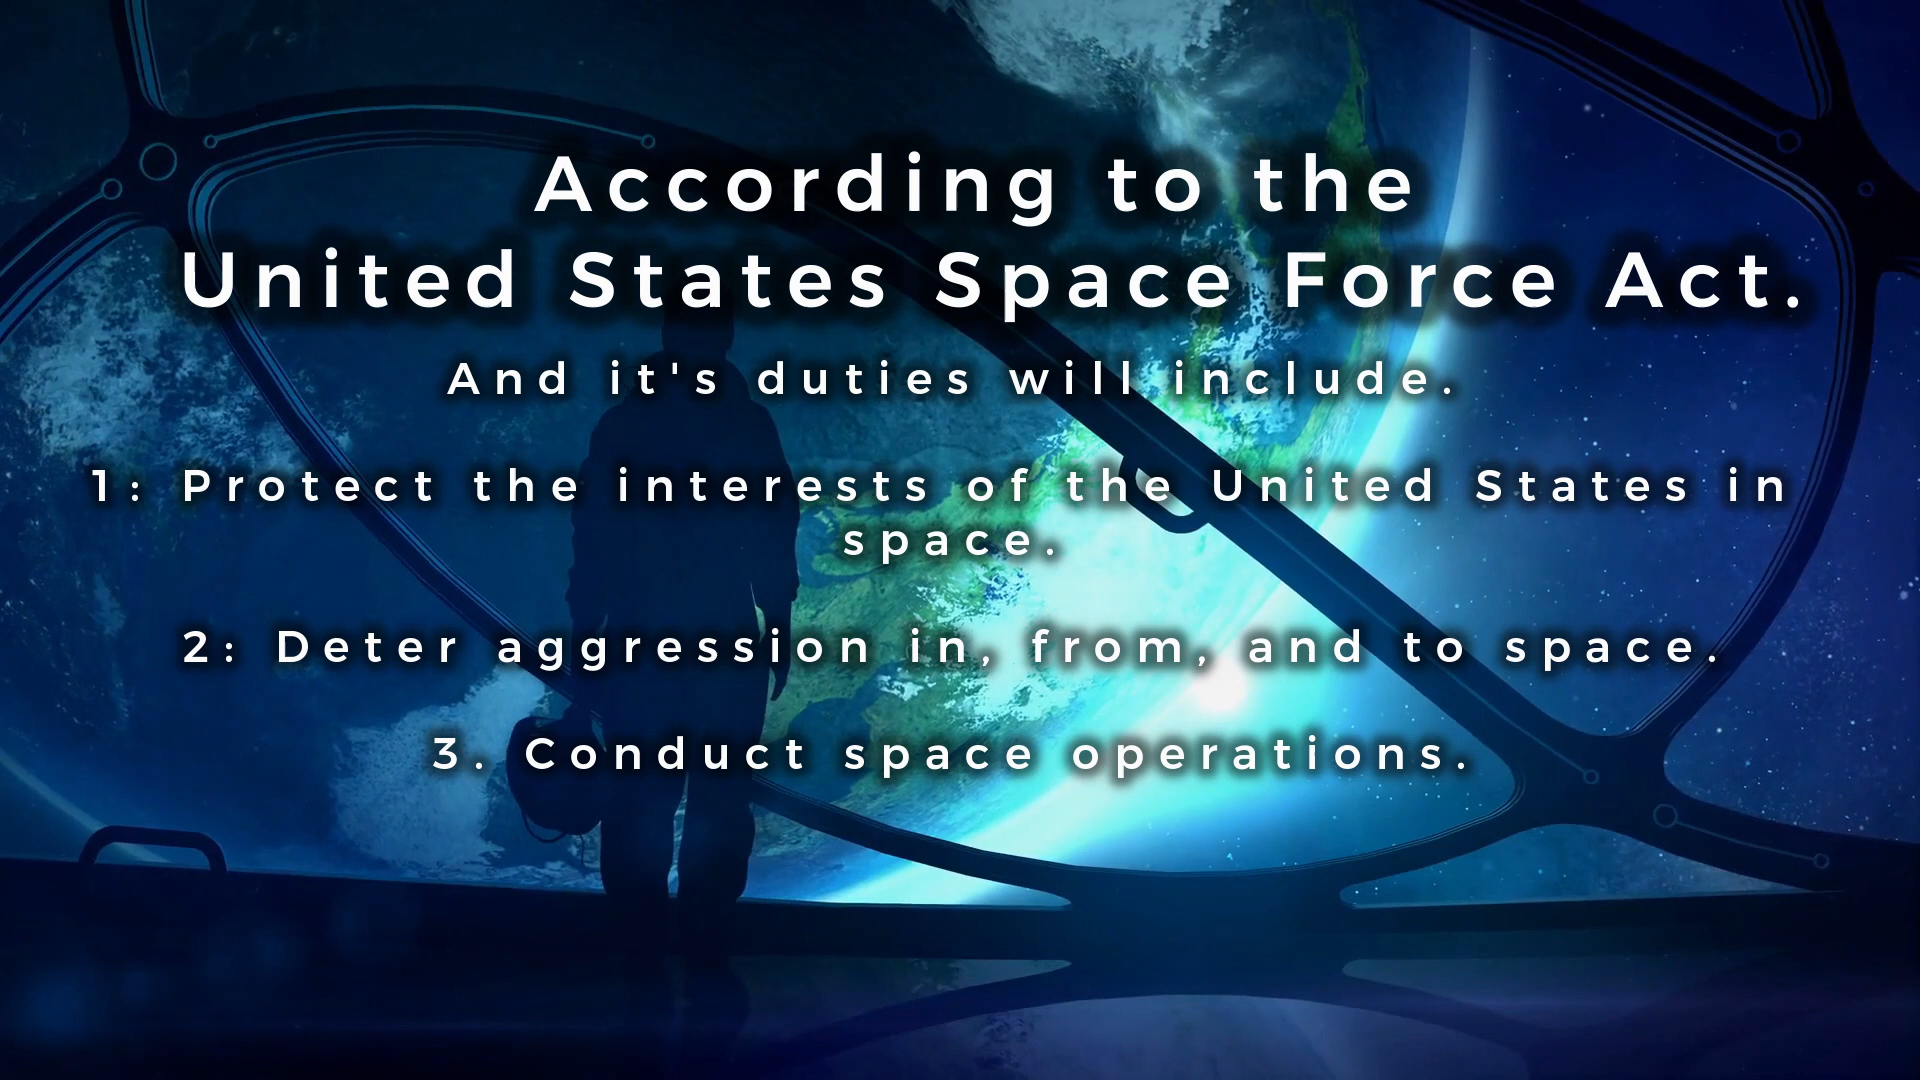 According to the
United States Space Force Act.
And it's duties will include.
1: Protect the interests of the United States in
space.
2: Deter aggression in, from, and to space.
3. Conduct space operations.